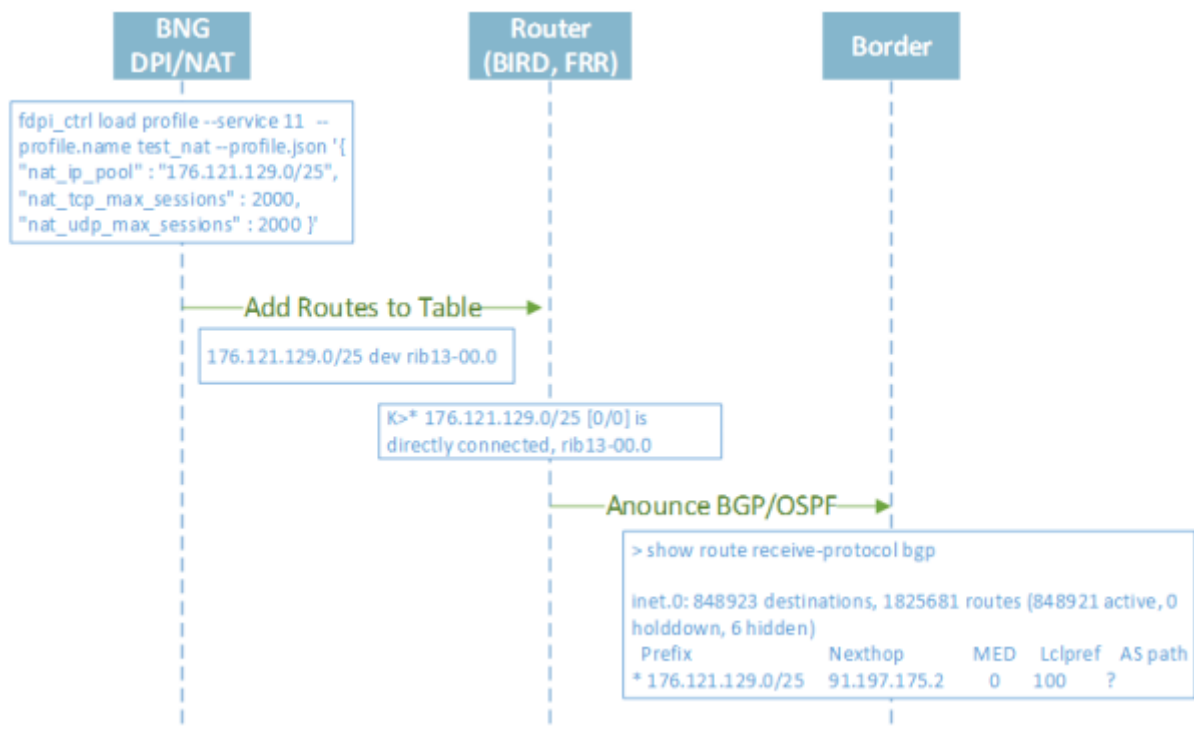 BNG
DPI/NAT
Router
(BIRD, FRR)
Border
fdpi_ctrl load profile --service 11 --
profile.name test_nat --profile.json '{
"nat_ip_pool" : "176.121.129.0/25",
"nat_tcp_max_sessions" : 2000,
"nat_udp_max_sessions" : 2000 }'
Add Routes to Table
176.121.129.0/25 dev rib13-00.0
K>* 176.121.129.0/25 [0/0] is
directly connected, rib13-00.0
Anounce BGP/OSPF
> show route receive-protocol bgp
inet.0: 848923 destinations, 1825681 routes (848921 active, 0
holddown, 6 hidden)
Prefix Nexthop MED Lclpref AS path
* 176.121.129.0/25 91.197.175.2 0 100 ?